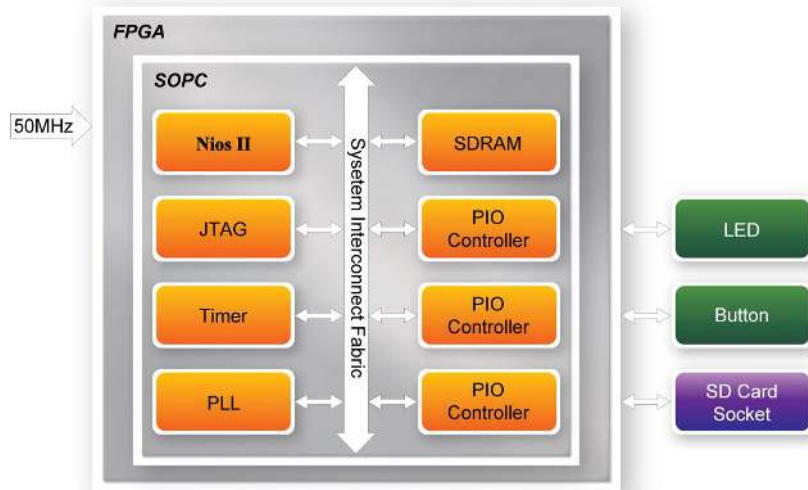 FPGA
SOPC
50MHz
Nios II
SDRAM
Sysetem Interconnect Fabric
JTAG
PIO
Controller
LED
Timer
PIO
Controller
Button
PLL
PIO
Controller
SD Card
Socket